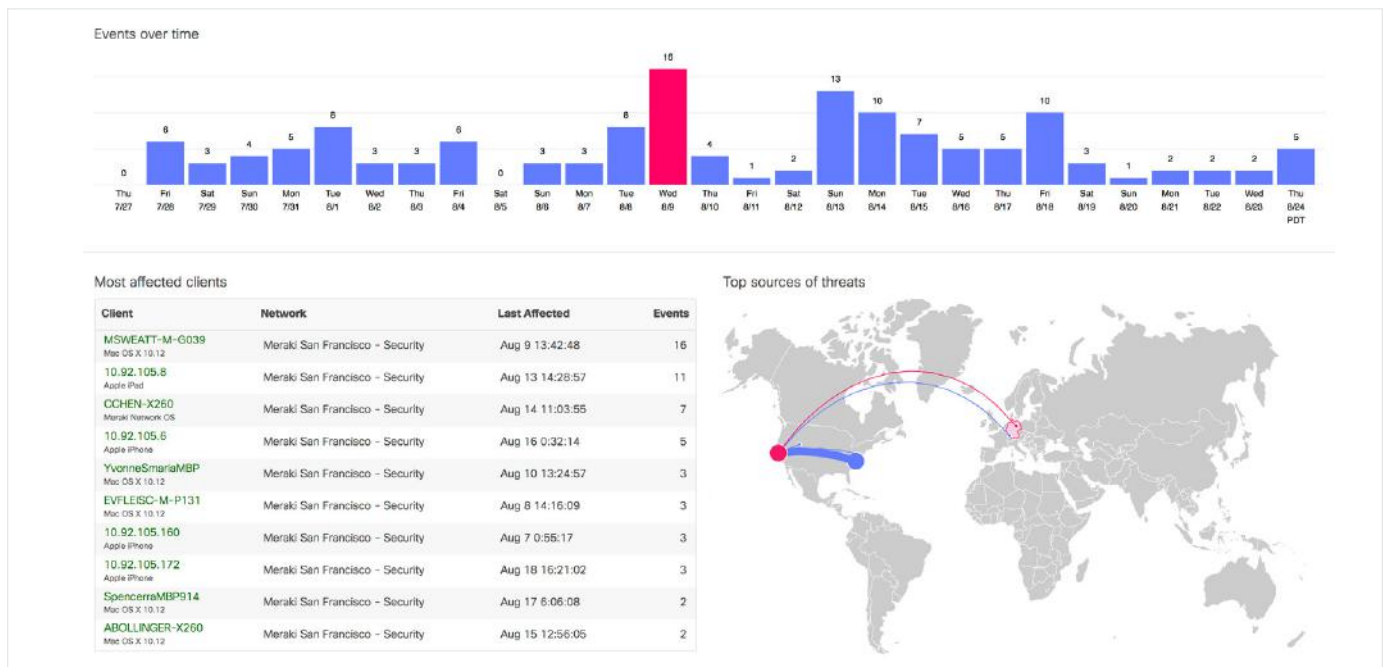 Events over time
16
13
10
10
8
8
7
6
6
5
5
5
5
4
4
3
3
3
3
3
3
2
2
2
2
1
1
0
0
Thu Fri Sat Sun Mon Tue Wed Thu Fri Sat Sun Mon Tue Wed Thu Fri Sat Sun Mon Tue Wed Thu Fri Sat Sun Mon Tue Wed Thu
7/27 7/28 7/29 7/30 7/31 8/1 8/2 8/3 8/4 8/5 8/6 8/7 8/8 8/9 8/10 8/11 8/12 8/13 8/14 8/15 8/16 8/17 8/18 8/19 8/20 8/21 8/22 8/23 8/24
PDT
Most affected clients
Top sources of threats
Client Network Last Affected Events
MSWEATT-M-G039
Mac OS X 10.12
Meraki San Francisco - Security Aug 9 13:42:48 16
10.92.105.8
Apple iPad
Meraki San Francisco - Security Aug 13 14:28:57 11
CCHEN-X260
Meraki Network OS
Meraki San Francisco - Security Aug 14 11:03:55 7
10.92.105.6
Apple iPhone
Meraki San Francisco - Security Aug 16 0:32:14 5
YvonneSmariaMBP
Mac OS X 10.12
Meraki San Francisco - Security Aug 10 13:24:57 3
EVFLEISC-M-P131
Mac OS X 10.12
Meraki San Francisco - Security Aug 8 14:16:09 3
10.92.105.160
Apple iPhone
Meraki San Francisco - Security Aug 7 0:55:17 3
10.92.105.172
Apple iPhone
Meraki San Francisco - Security Aug 18 16:21:02 3
SpencerraMBP914
Mac OS X 10.12
Meraki San Francisco - Security Aug 17 6:06:08 2
ABOLLINGER-X260
Mac OS X 10.12
Meraki San Francisco - Security Aug 15 12:56:05 2